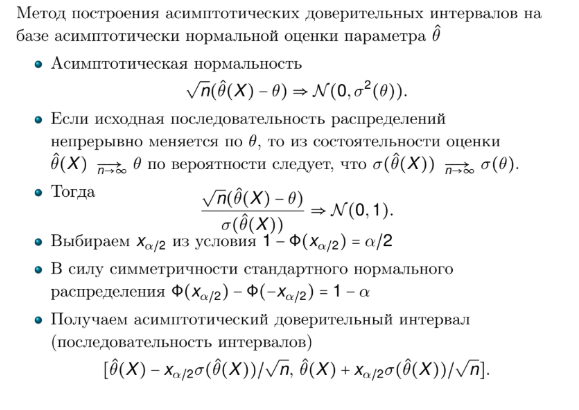 Метод построения асимптотических доверительных интервалов на
базе асимптотически нормальной оценки параметра θ̂
• Асимптотическая нормальность
√n(θ̂(X) − θ) ⇒ N(0, σ²(θ)).
• Если исходная последовательность распределений
непрерывно меняется по θ, то из состоятельности оценки
θ̂(X) →_{n→∞} θ по вероятности следует, что σ(θ̂(X)) →_{n→∞} σ(θ).
• Тогда
√n(θ̂(X) − θ) / σ(θ̂(X)) ⇒ N(0, 1).
• Выбираем x_{α/2} из условия 1 − Φ(x_{α/2}) = α/2
• В силу симметричности стандартного нормального
распределения Φ(x_{α/2}) − Φ(−x_{α/2}) = 1 − α
• Получаем асимптотический доверительный интервал
(последовательность интервалов)
[θ̂(X) − x_{α/2}σ(θ̂(X))/√n, θ̂(X) + x_{α/2}σ(θ̂(X))/√n].